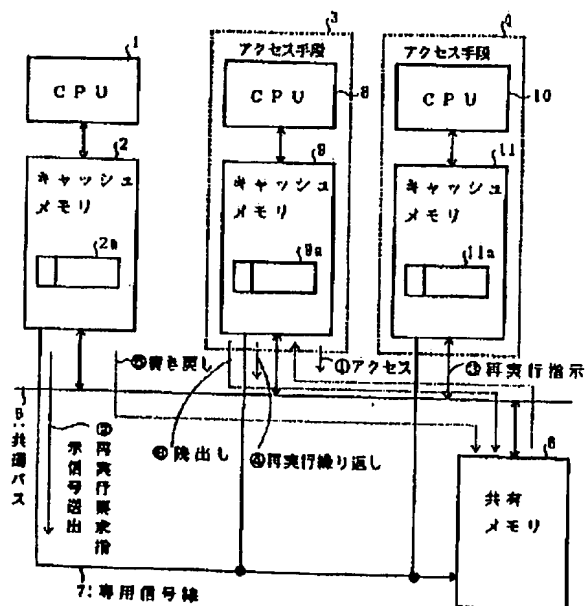 1
CPU
2
キャッシュ
メモリ
2a
3
アクセス手段
CPU
8
9
キャッシュ
メモリ
9a
4
アクセス手段
CPU
10
11
キャッシュ
メモリ
11a
⑤書き戻し
①アクセス
③再実行指示
⑥読出し
④再実行繰り返し
5:共通バス
②再実行要求指
示信号送出
6
共有
メモリ
7:専用信号線